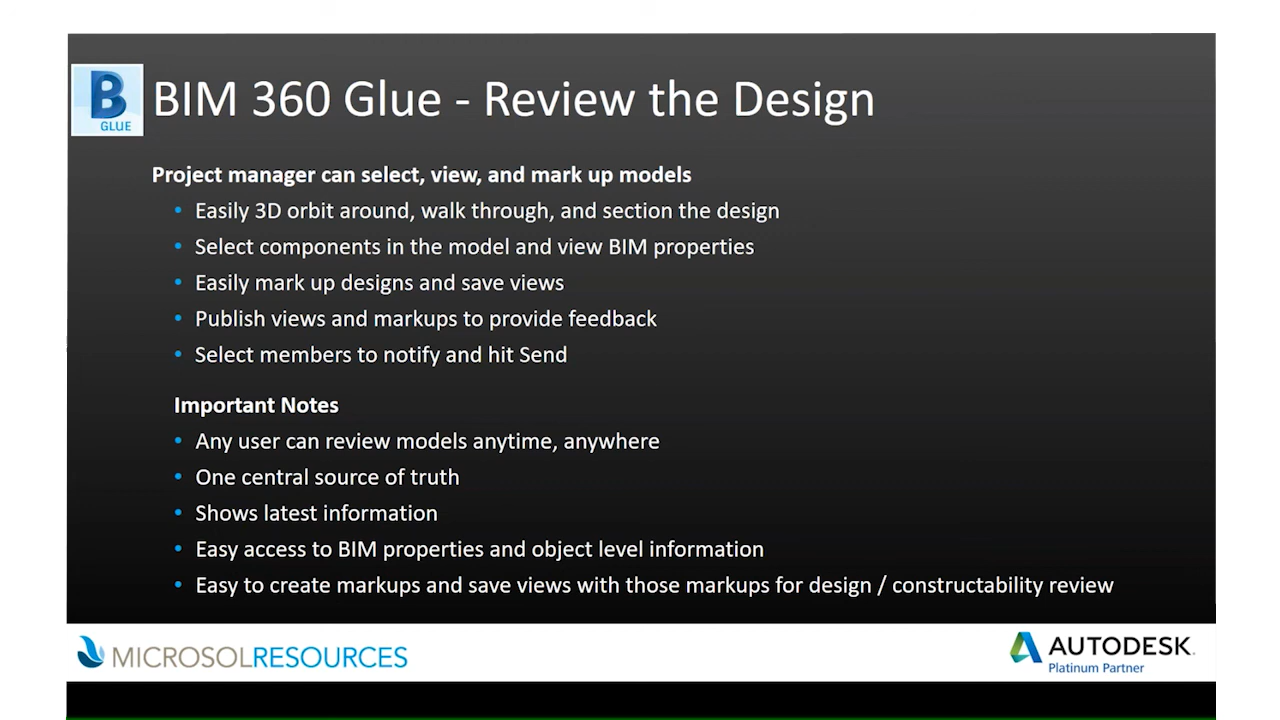 B
GLUE
BIM 360 Glue - Review the Design
Project manager can select, view, and mark up models
• Easily 3D orbit around, walk through, and section the design
• Select components in the model and view BIM properties
• Easily mark up designs and save views
• Publish views and markups to provide feedback
• Select members to notify and hit Send
Important Notes
• Any user can review models anytime, anywhere
• One central source of truth
• Shows latest information
• Easy access to BIM properties and object level information
• Easy to create markups and save views with those markups for design / constructability review
MICROSOLRESOURCES
AUTODESK.
Platinum Partner